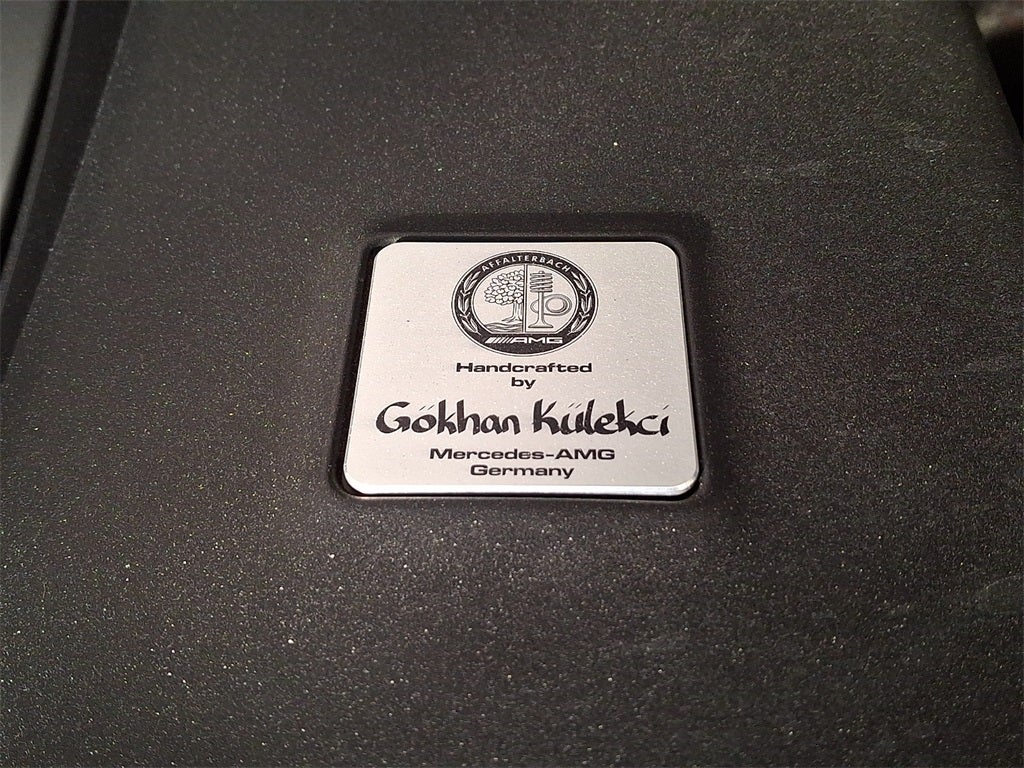 AFFALTERBACH
AMG
Handcrafted
by
Gökhan Külekci
Mercedes-AMG
Germany